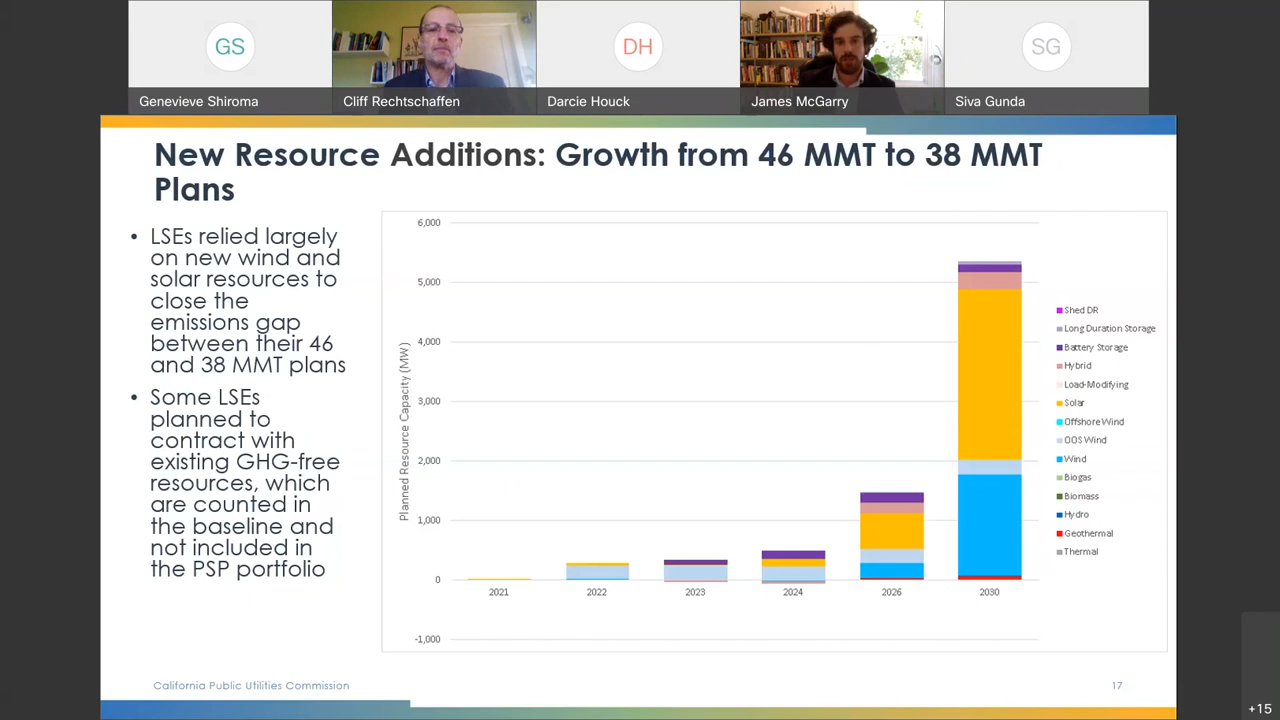 GS
DH
SG
Genevieve Shiroma
Cliff Rechtschaffen
Darcie Houck
James McGarry
Siva Gunda
New Resource Additions: Growth from 46 MMT to 38 MMT
Plans
• LSEs relied largely
on new wind and
solar resources to
close the
emissions gap
between their 46
and 38 MMT plans
• Some LSEs
planned to
contract with
existing GHG-free
resources, which
are counted in
the baseline and
not included in
the PSP portfolio
Planned Resource Capacity (MW)
6,000
5,000
4,000
3,000
2,000
1,000
0
-1,000
2021
2022
2023
2024
2026
2030
Shed DR
Long Duration Storage
Battery Storage
Hybrid
Load-Modifying
Solar
Offshore Wind
OOS Wind
Wind
Biogas
Biomass
Hydro
Geothermal
Thermal
California Public Utilities Commission
17
+15